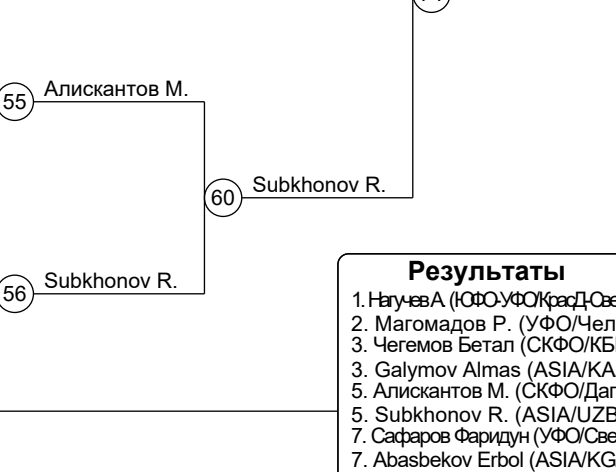 Алискантов М.
55
Subkhonov R.
60
Subkhonov R.
56
Результаты
1. Нагучев А. (ЮФО-УФО/КрасД-Све
2. Магомадов Р. (УФО/Чел
3. Чегемов Бетал (СКФО/КБ
3. Galymov Almas (ASIA/KA
5. Алискантов М. (СКФО/Даг
5. Subkhonov R. (ASIA/UZB
7. Сафаров Фаридун (УФО/Све
7. Abasbekov Erbol (ASIA/KG